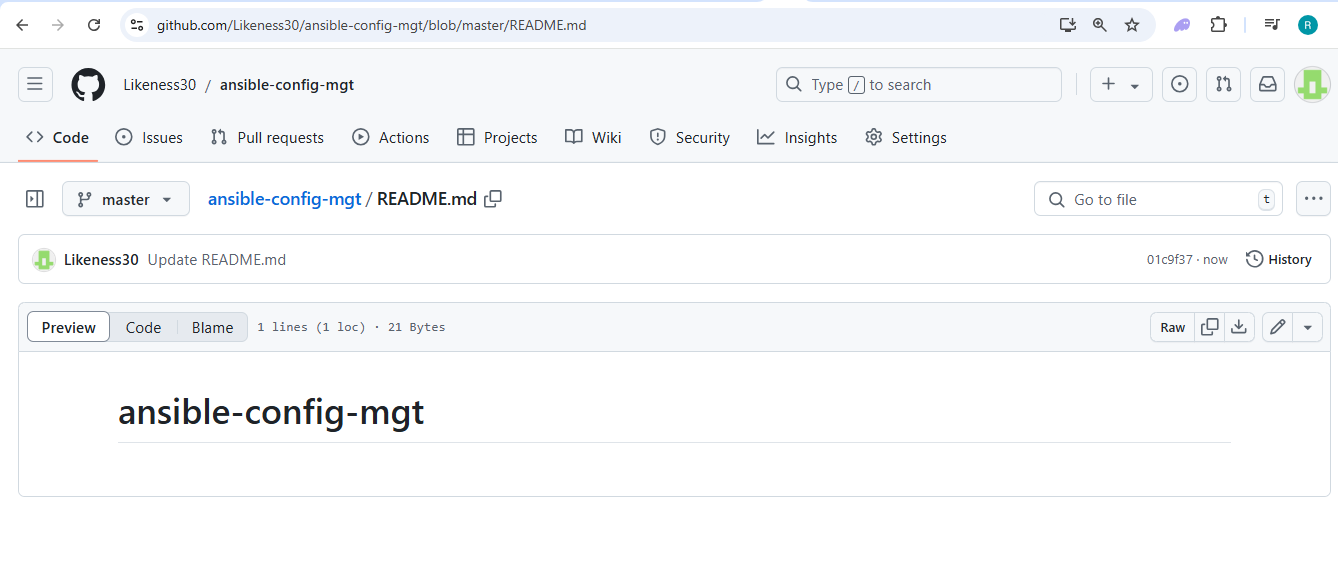 github.com/Likeness30/ansible-config-mgt/blob/master/README.md
R
Likeness30 / ansible-config-mgt
Type / to search
Code Issues Pull requests Actions Projects Wiki Security Insights Settings
master ansible-config-mgt / README.md Go to file t
Likeness30 Update README.md 01c9f37 · now History
Preview Code Blame 1 lines (1 loc) · 21 Bytes Raw
ansible-config-mgt